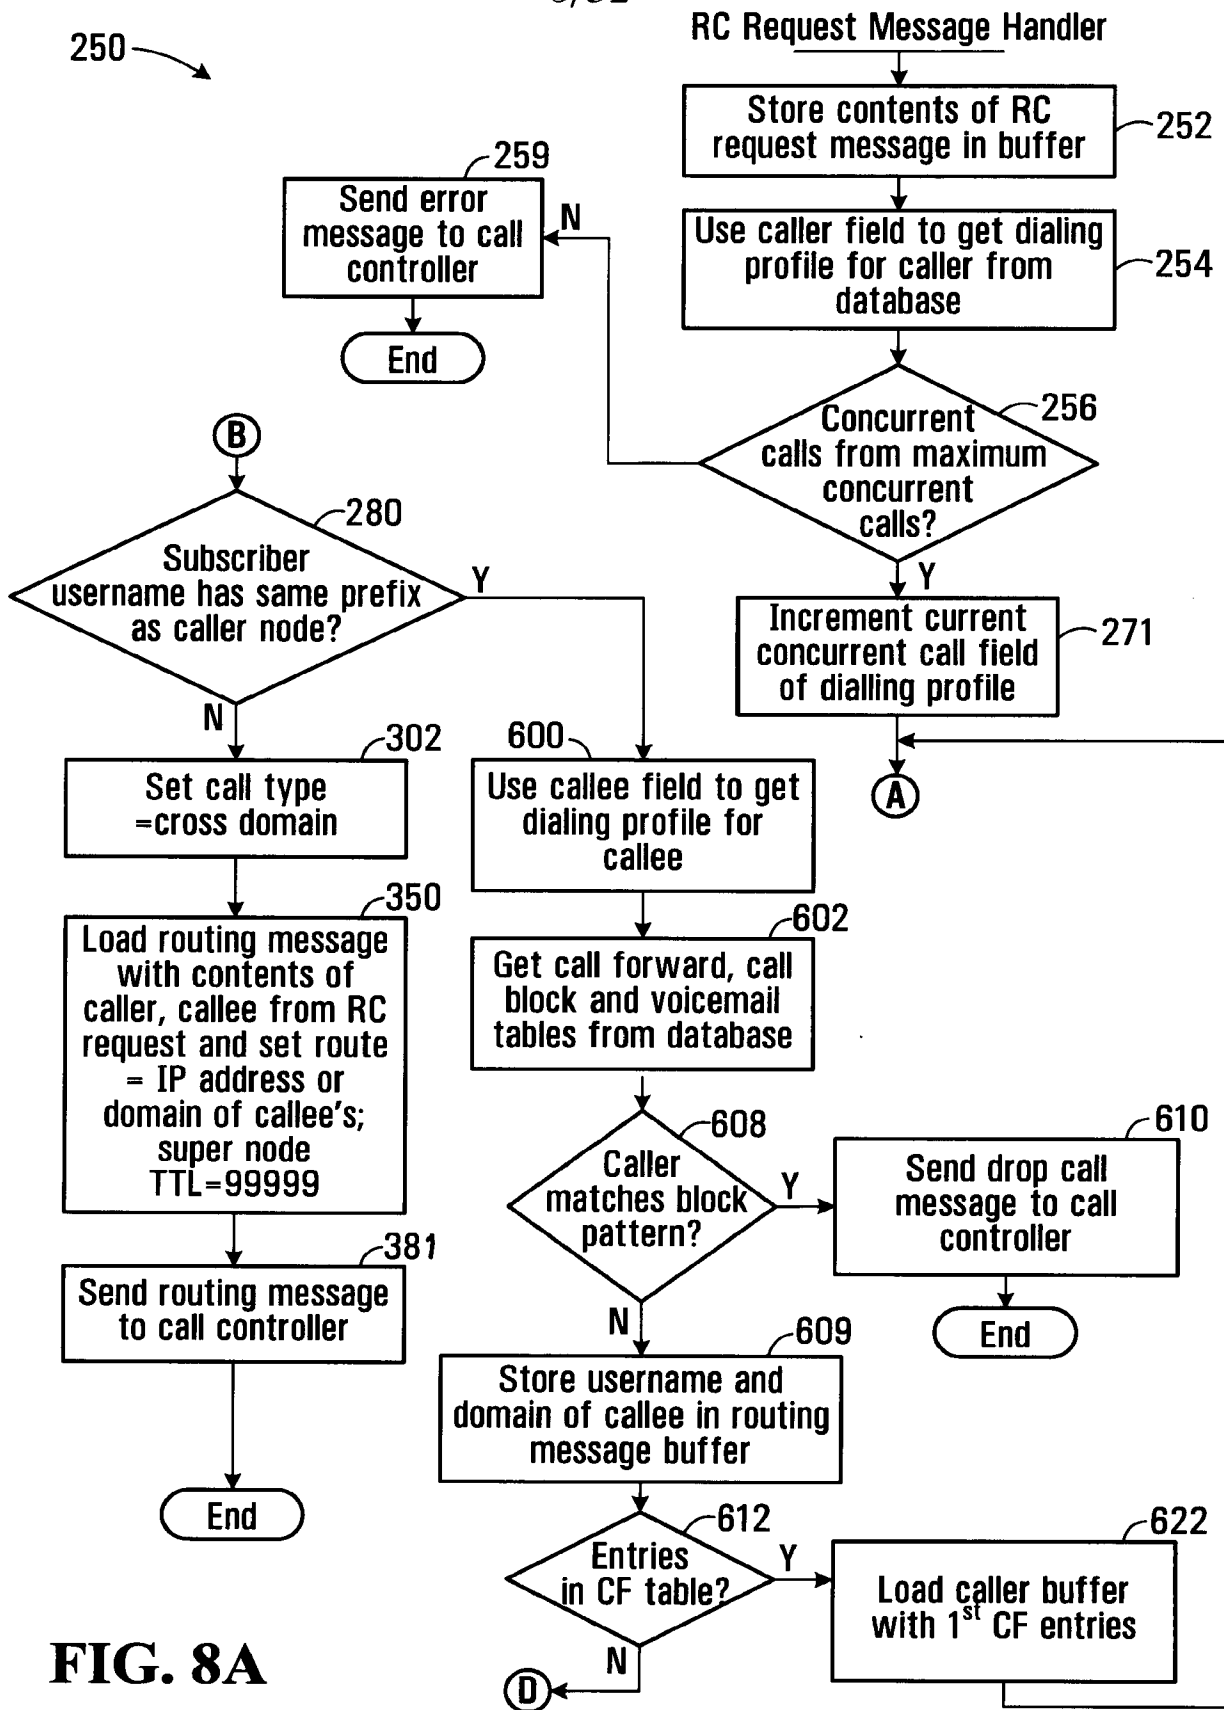 RC Request Message Handler
250
Store contents of RC
request message in buffer
252
259
Send error
message to call
controller
N
Use caller field to get dialing
profile for caller from
database
254
End
256
Concurrent
calls from maximum
concurrent
calls?
B
280
Subscriber
username has same prefix
as caller node?
Y
Y
Increment current
concurrent call field
of dialling profile
271
N
302
Set call type
=cross domain
600
Use callee field to get
dialing profile for
callee
A
350
Load routing message
with contents of
caller, callee from RC
request and set route
= IP address or
domain of callee's;
super node
TTL=99999
602
Get call forward, call
block and voicemail
tables from database
608
Caller
matches block
pattern?
Y
610
Send drop call
message to call
controller
End
381
Send routing message
to call controller
N
609
Store username and
domain of callee in routing
message buffer
End
612
Entries
in CF table?
Y
622
Load caller buffer
with 1st CF entries
N
D
FIG. 8A